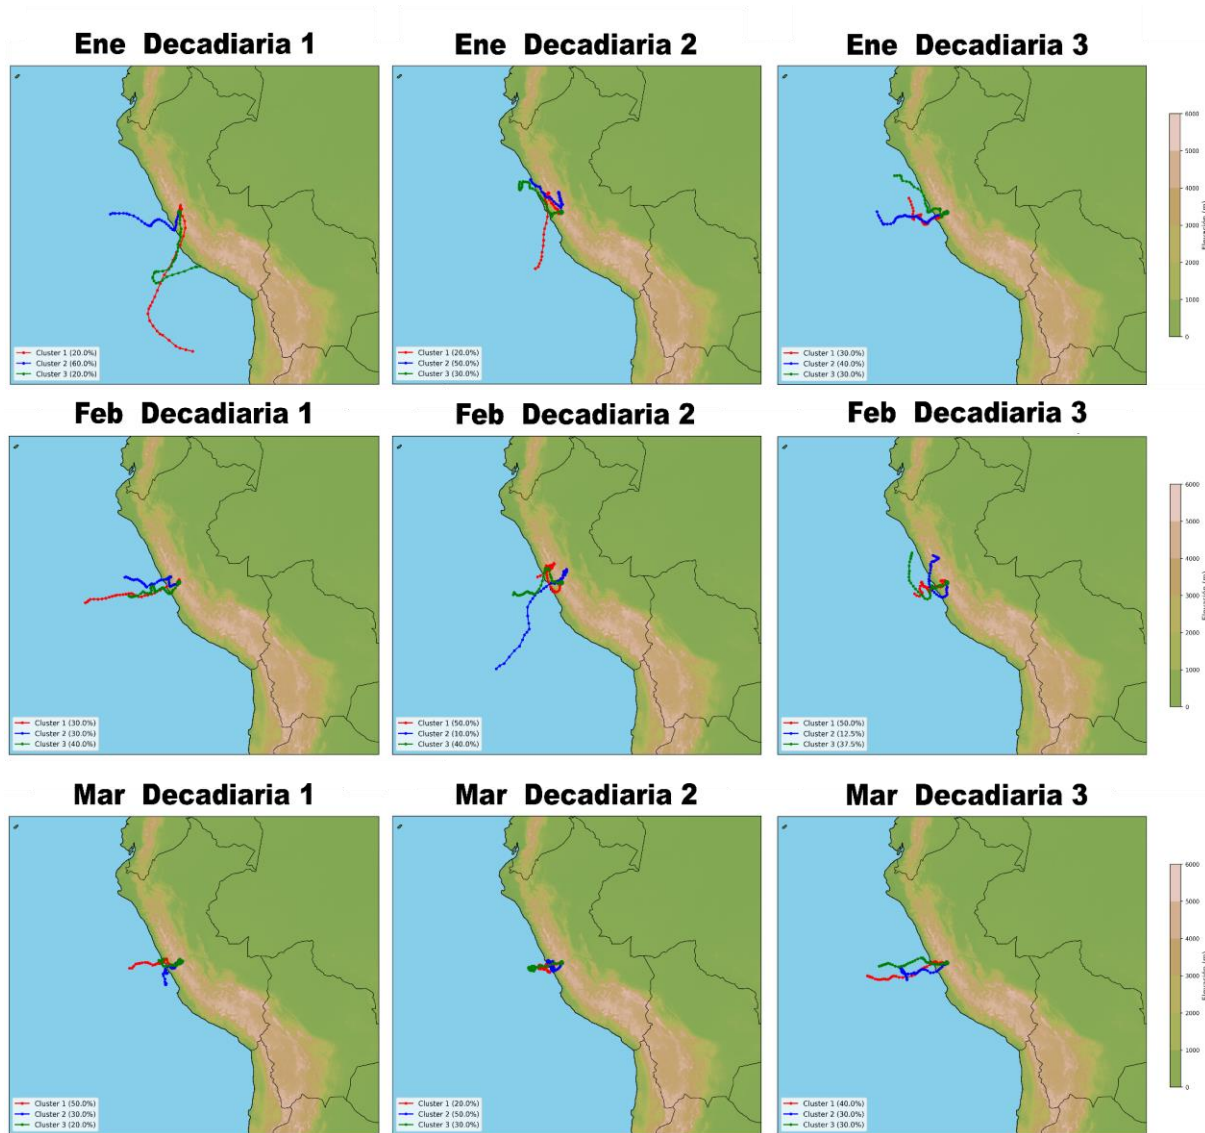 Ene Decadiaria 1
Ene Decadiaria 2
Ene Decadiaria 3
Cluster 1 (20.0%)
Cluster 2 (60.0%)
Cluster 3 (20.0%)
Cluster 1 (20.0%)
Cluster 2 (50.0%)
Cluster 3 (30.0%)
Cluster 1 (30.0%)
Cluster 2 (40.0%)
Cluster 3 (30.0%)
6000
5000
4000
3000
2000
1000
0
Feb Decadiaria 1
Feb Decadiaria 2
Feb Decadiaria 3
Cluster 1 (30.0%)
Cluster 2 (30.0%)
Cluster 3 (40.0%)
Cluster 1 (50.0%)
Cluster 2 (10.0%)
Cluster 3 (40.0%)
Cluster 1 (50.0%)
Cluster 2 (12.5%)
Cluster 3 (37.5%)
6000
5000
4000
3000
2000
1000
0
Mar Decadiaria 1
Mar Decadiaria 2
Mar Decadiaria 3
Cluster 1 (50.0%)
Cluster 2 (30.0%)
Cluster 3 (20.0%)
Cluster 1 (20.0%)
Cluster 2 (50.0%)
Cluster 3 (30.0%)
Cluster 1 (40.0%)
Cluster 2 (30.0%)
Cluster 3 (30.0%)
6000
5000
4000
3000
2000
1000
0